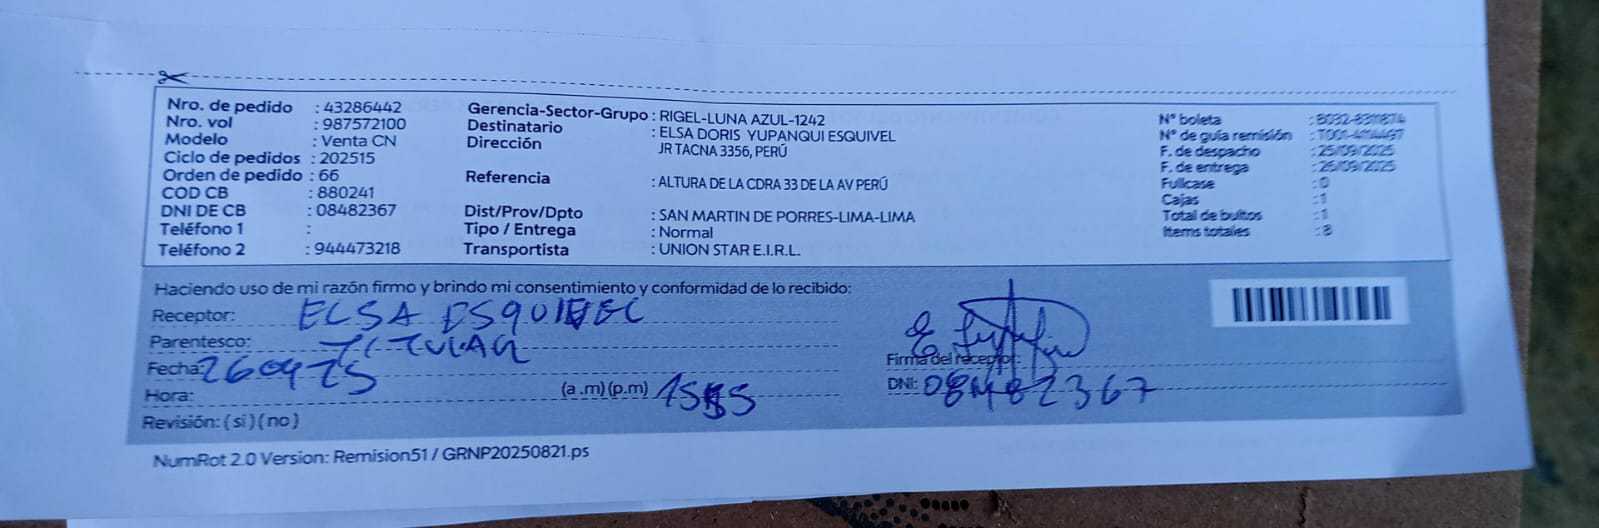 Nro. de pedido : 43286442
Nro. vol : 987572100
Modelo : Venta CN
Ciclo de pedidos : 202515
Orden de pedido : 66
COD CB : 880241
DNI DE CB : 08482367
Teléfono 1 :
Teléfono 2 : 944473218
Gerencia-Sector-Grupo : RIGEL-LUNA AZUL-1242
Destinatario : ELSA DORIS YUPANQUI ESQUIVEL
Dirección JR TACNA 3356, PERÚ
Referencia : ALTURA DE LA CDRA 33 DE LA AV PERÚ
Dist/Prov/Dpto : SAN MARTIN DE PORRES-LIMA-LIMA
Tipo / Entrega : Normal
Transportista : UNION STAR E.I.R.L.
N° boleta :
N° de guía remisión :
F. de despacho : 25/09/2025
F. de entrega : 26/09/2025
Fullcase : 0
Cajas : 1
Total de bultos : 1
Items totales : 8
Haciendo uso de mi razón firmo y brindo mi consentimiento y conformidad de lo recibido:
Receptor: ELSA ESQUIVEL
Parentesco: TITULAR
Fecha: 260925
Hora: (a .m) (p.m)
Revisión: ( si ) ( no )
Firma del receptor:
DNI: 08482367
NumRot 2.0 Version: Remision51 / GRNP20250821.ps